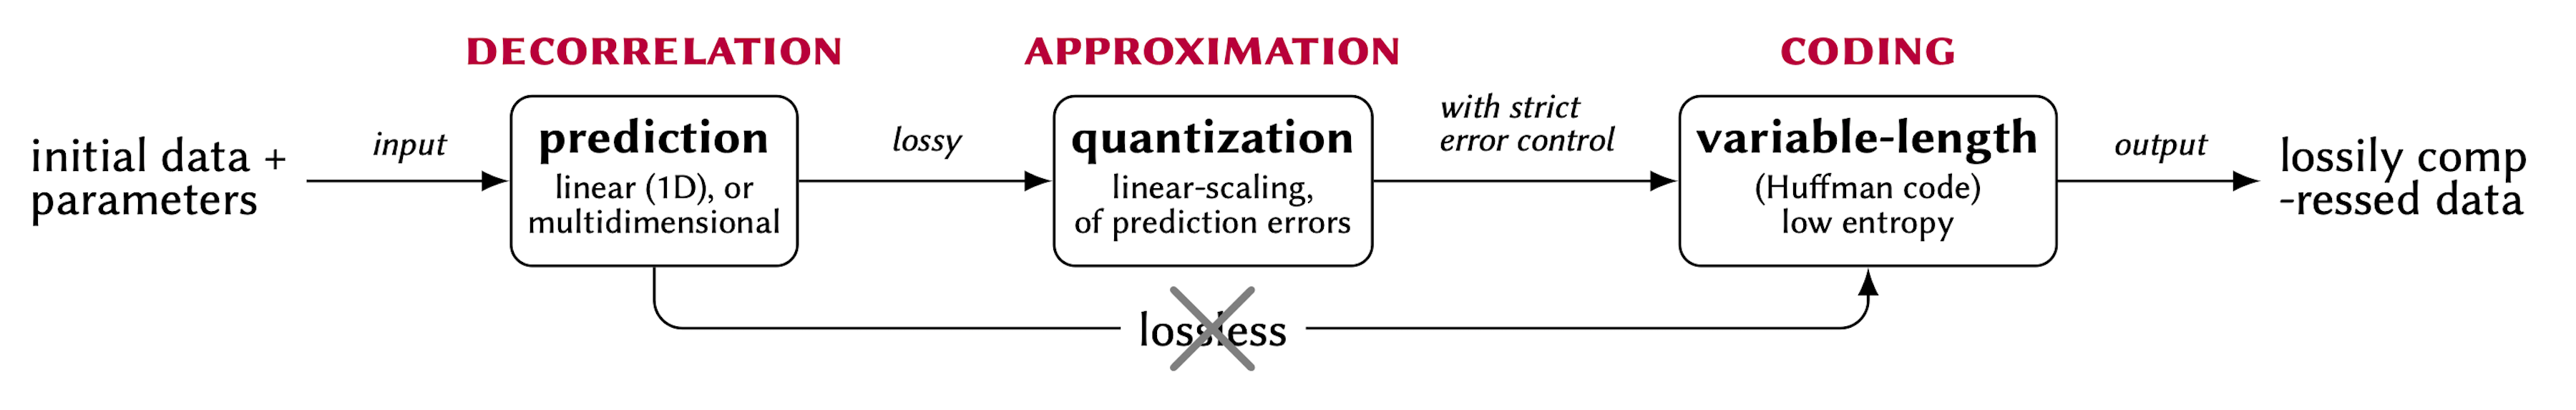 DECORRELATION
APPROXIMATION
CODING
initial data +
parameters
input
prediction
linear (1D), or
multidimensional
lossy
quantization
linear-scaling,
of prediction errors
with strict
error control
variable-length
(Huffman code)
low entropy
output
lossily comp
-ressed data
lossless